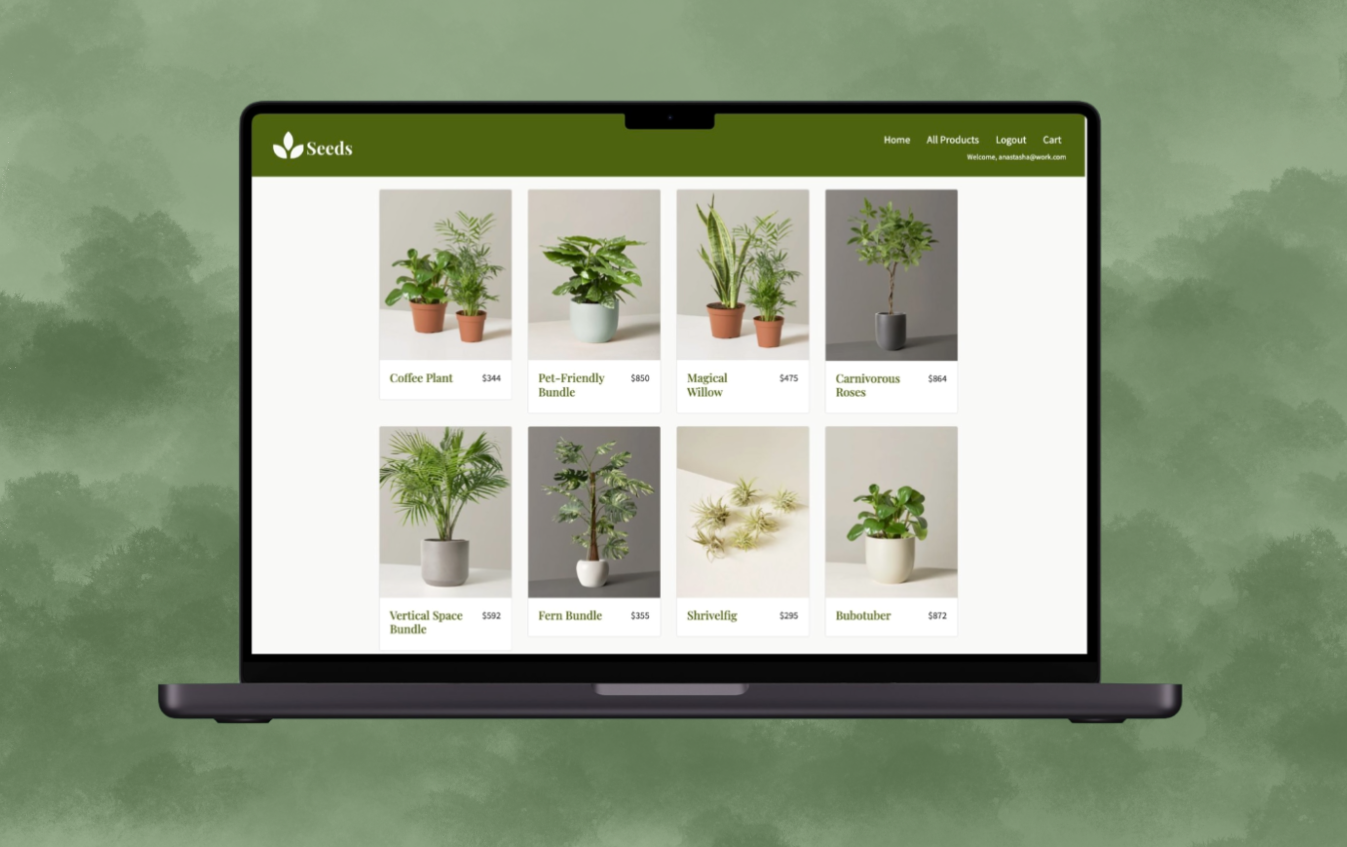 Seeds
Home All Products Logout Cart
Welcome, anastasha@work.com
Coffee Plant $344
Pet-Friendly Bundle $850
Magical Willow $475
Carnivorous Roses $864
Vertical Space Bundle $592
Fern Bundle $355
Shrivelfig $295
Bubotuber $872